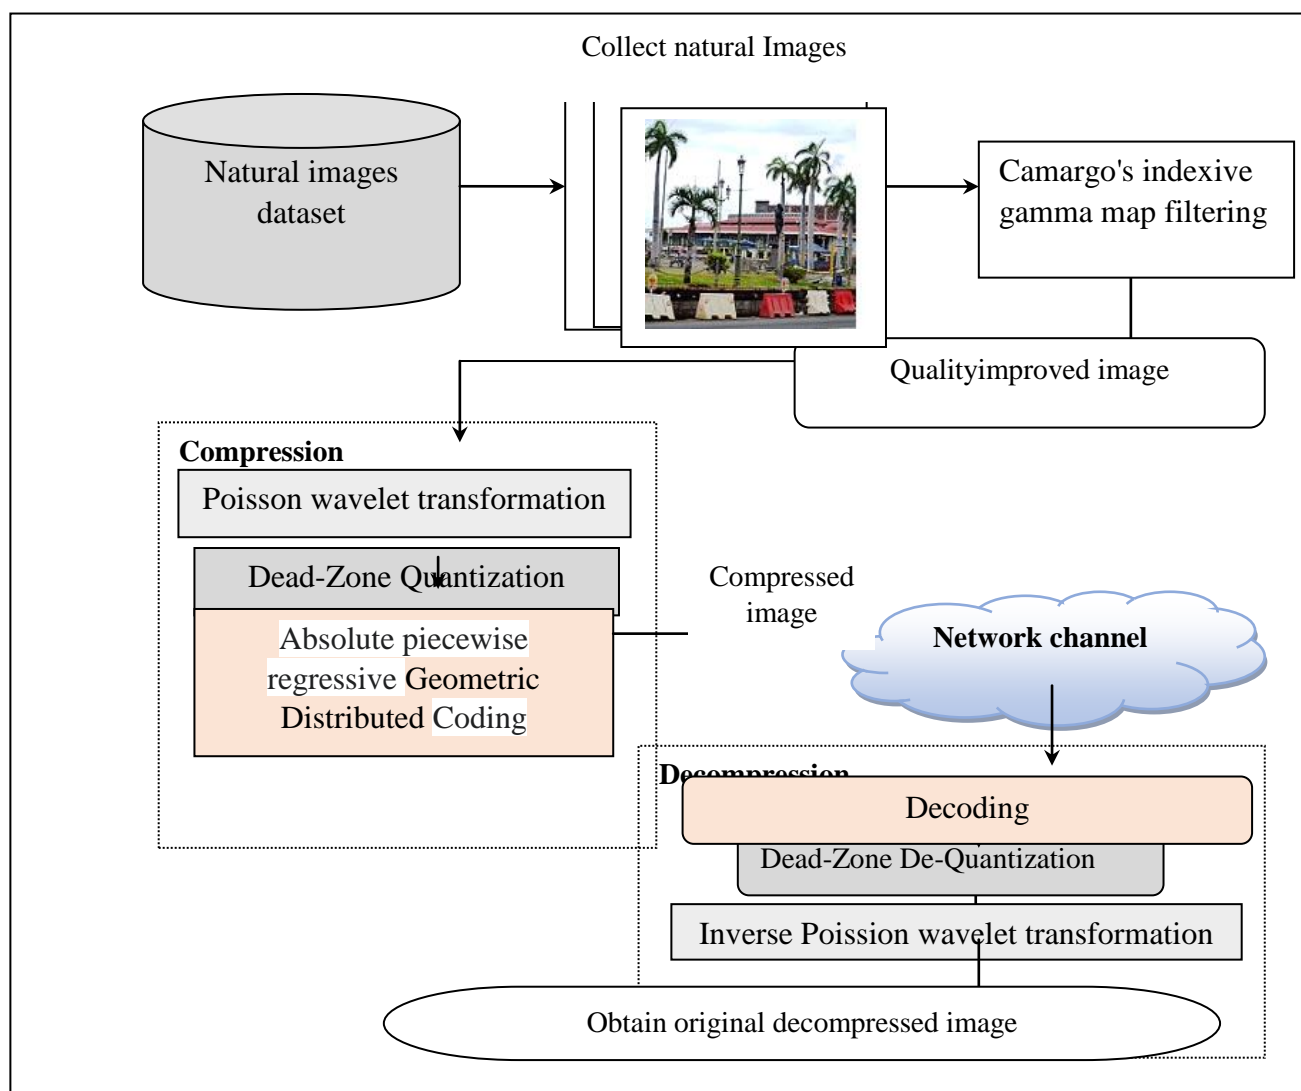 Collect natural Images
Natural images
dataset
Camargo's indexive
gamma map filtering
Qualityimproved image
Compression
Poisson wavelet transformation
Dead-Zone Quantization
Absolute piecewise
regressive Geometric
Distributed Coding
Compressed
image
Network channel
Decompression
Decoding
Dead-Zone De-Quantization
Inverse Poission wavelet transformation
Obtain original decompressed image